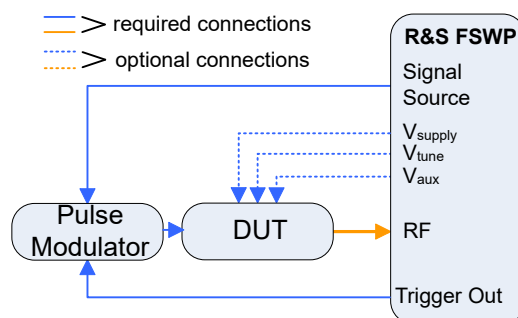 required connections
optional connections
R&S FSWP
Signal
Source
Vsupply
Vtune
Vaux
Pulse
Modulator
DUT
RF
Trigger Out